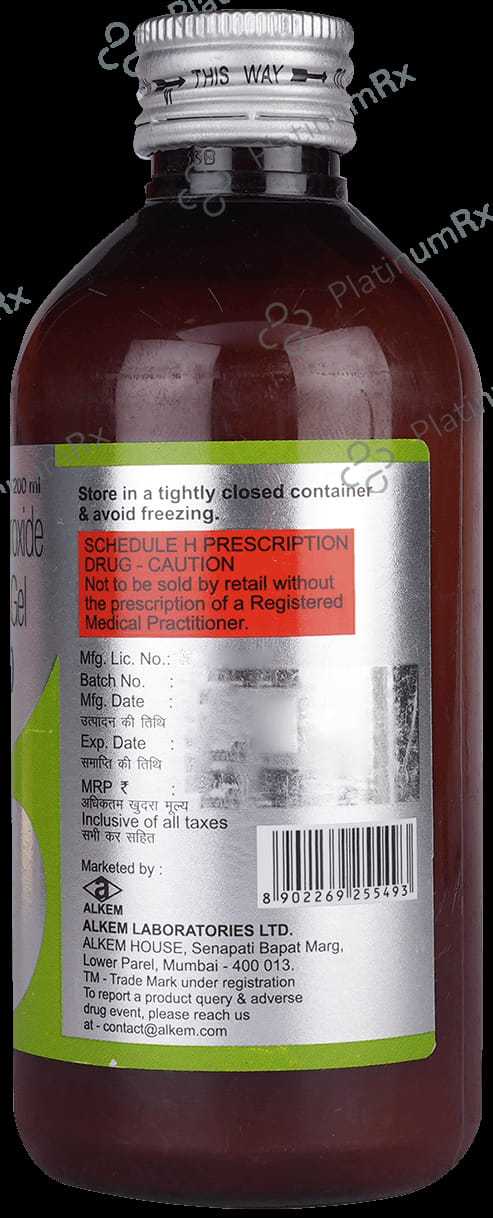 THIS WAY
PlatinumRx
PlatinumRx
PlatinumRx
PlatinumRx
200 ml
oxide
Gel
Store in a tightly closed container
& avoid freezing.
SCHEDULE H PRESCRIPTION
DRUG - CAUTION
Not to be sold by retail without
the prescription of a Registered
Medical Practitioner.
Mfg. Lic. No.:
Batch No. :
Mfg. Date :
उत्पादन की तिथि
Exp. Date :
समाप्ति की तिथि
MRP ₹ :
अधिकतम खुदरा मूल्य
Inclusive of all taxes
सभी कर सहित
8 902269 255493
Marketed by :
a
ALKEM
ALKEM LABORATORIES LTD.
ALKEM HOUSE, Senapati Bapat Marg,
Lower Parel, Mumbai - 400 013.
TM - Trade Mark under registration
To report a product query & adverse
drug event, please reach us
at - contact@alkem.com